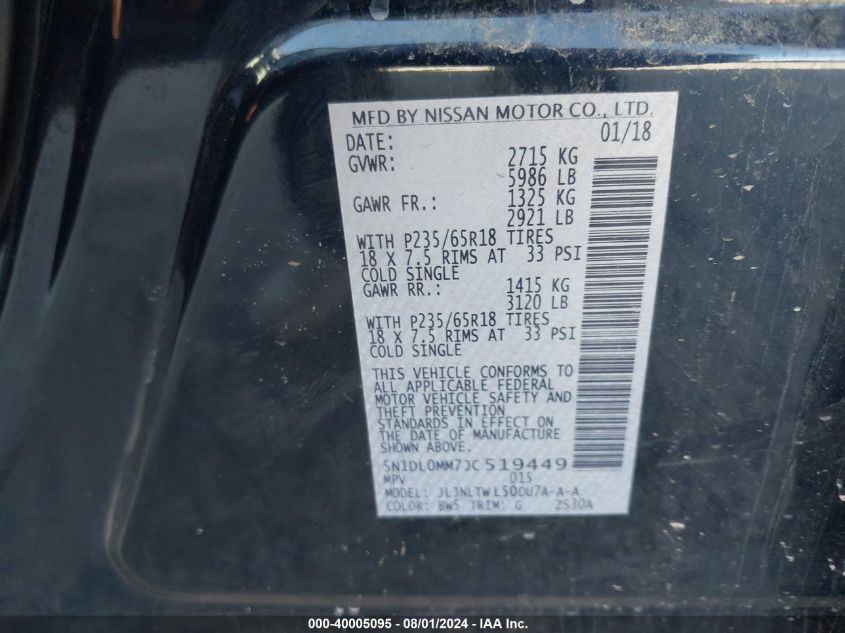 MFD BY NISSAN MOTOR CO., LTD.
DATE: 01/18
GVWR: 2715 KG
5986 LB
GAWR FR.: 1325 KG
2921 LB
WITH P235/65R18 TIRES
18 X 7.5 RIMS AT 33 PSI
COLD SINGLE
GAWR RR.: 1415 KG
3120 LB
WITH P235/65R18 TIRES
18 X 7.5 RIMS AT 33 PSI
COLD SINGLE
THIS VEHICLE CONFORMS TO
ALL APPLICABLE FEDERAL
MOTOR VEHICLE SAFETY AND
THEFT PREVENTION
STANDARDS IN EFFECT ON
THE DATE OF MANUFACTURE
SHOWN ABOVE.
5N1DL0MM7JC519449
MPV 015
MODEL: JLJNLTWL50DU7A-A-A
COLOR: BW5 TRIM: G 2S30A
000-40005095 - 08/01/2024 - IAA Inc.